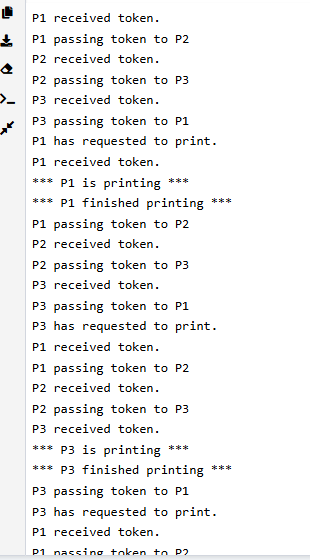 P1 received token.
P1 passing token to P2
P2 received token.
P2 passing token to P3
P3 received token.
P3 passing token to P1
P1 has requested to print.
P1 received token.
*** P1 is printing ***
*** P1 finished printing ***
P1 passing token to P2
P2 received token.
P2 passing token to P3
P3 received token.
P3 passing token to P1
P3 has requested to print.
P1 received token.
P1 passing token to P2
P2 received token.
P2 passing token to P3
P3 received token.
*** P3 is printing ***
*** P3 finished printing ***
P3 passing token to P1
P3 has requested to print.
P1 received token.
P1 passing token to P2